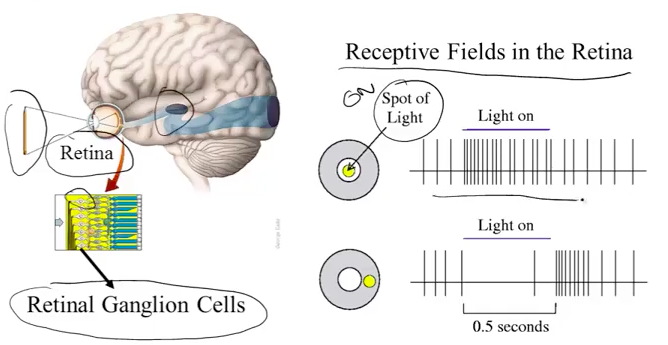 Receptive Fields in the Retina
ON
Spot of
Light
Light on
Retina
Light on
Retinal Ganglion Cells
0.5 seconds